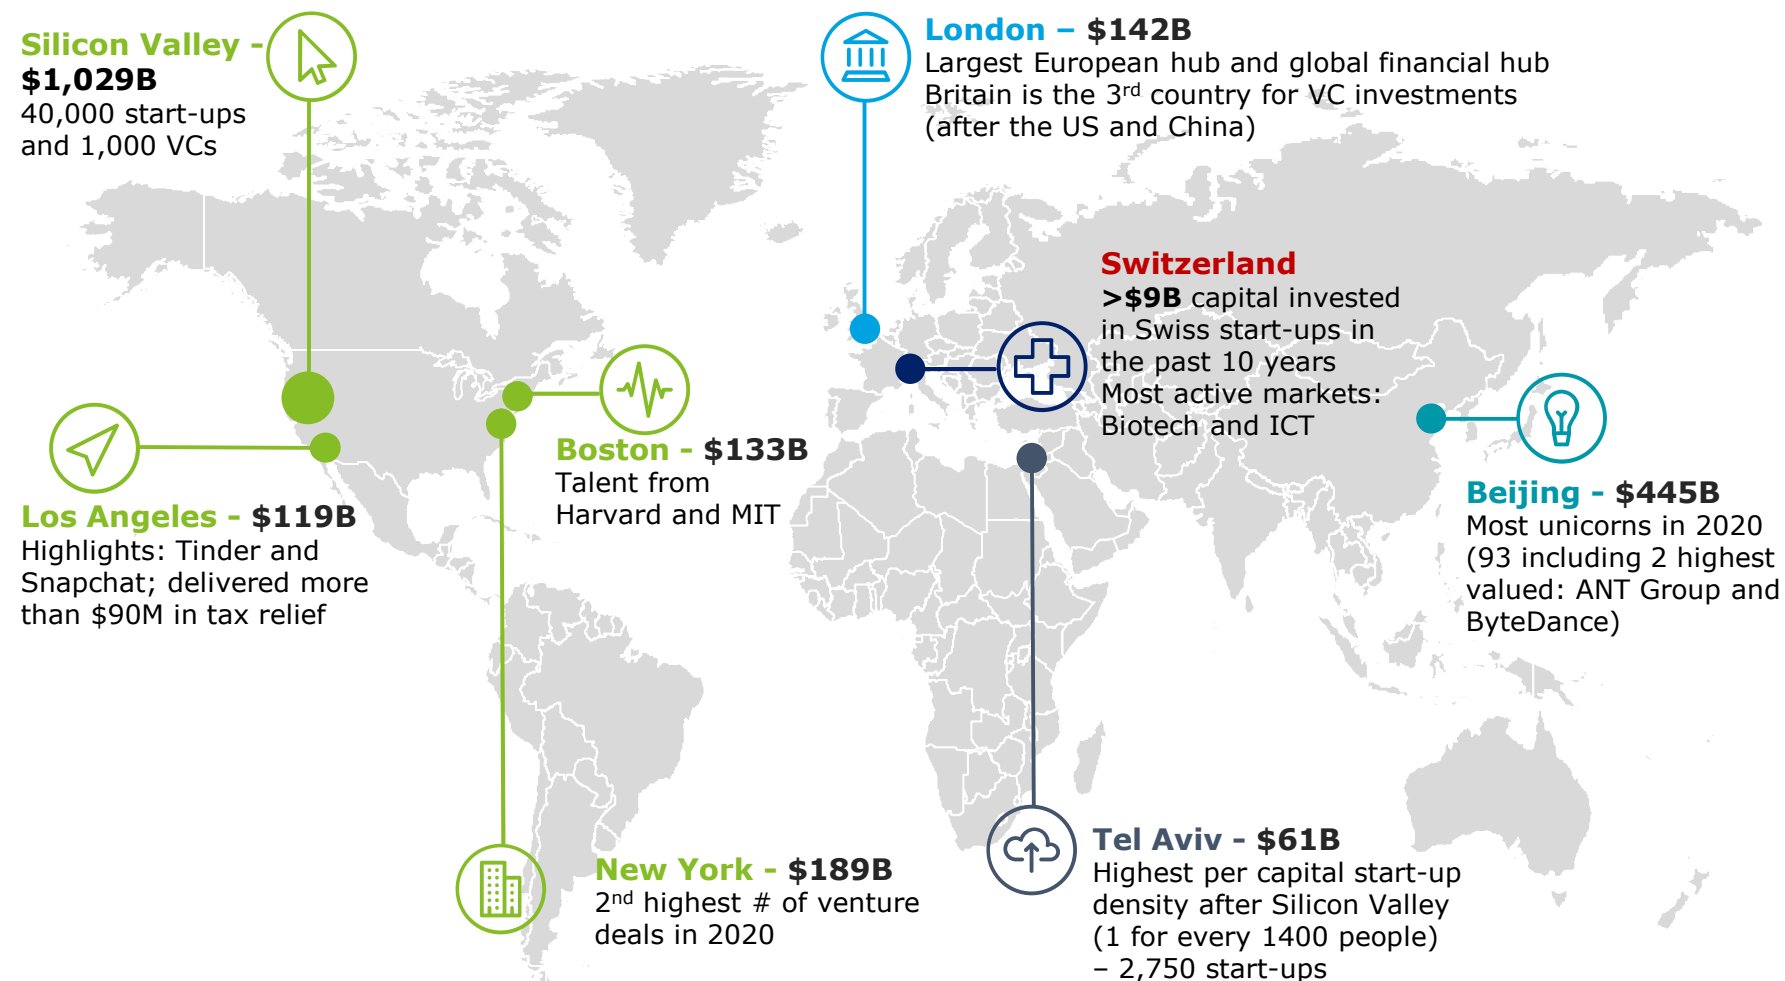 Silicon Valley -
$1,029B
40,000 start-ups
and 1,000 VCs
London – $142B
Largest European hub and global financial hub
Britain is the 3rd country for VC investments
(after the US and China)
Switzerland
>$9B capital invested
in Swiss start-ups in
the past 10 years
Most active markets:
Biotech and ICT
Boston - $133B
Talent from
Harvard and MIT
Los Angeles - $119B
Highlights: Tinder and
Snapchat; delivered more
than $90M in tax relief
Beijing - $445B
Most unicorns in 2020
(93 including 2 highest
valued: ANT Group and
ByteDance)
New York - $189B
2nd highest # of venture
deals in 2020
Tel Aviv - $61B
Highest per capital start-up
density after Silicon Valley
(1 for every 1400 people)
– 2,750 start-ups